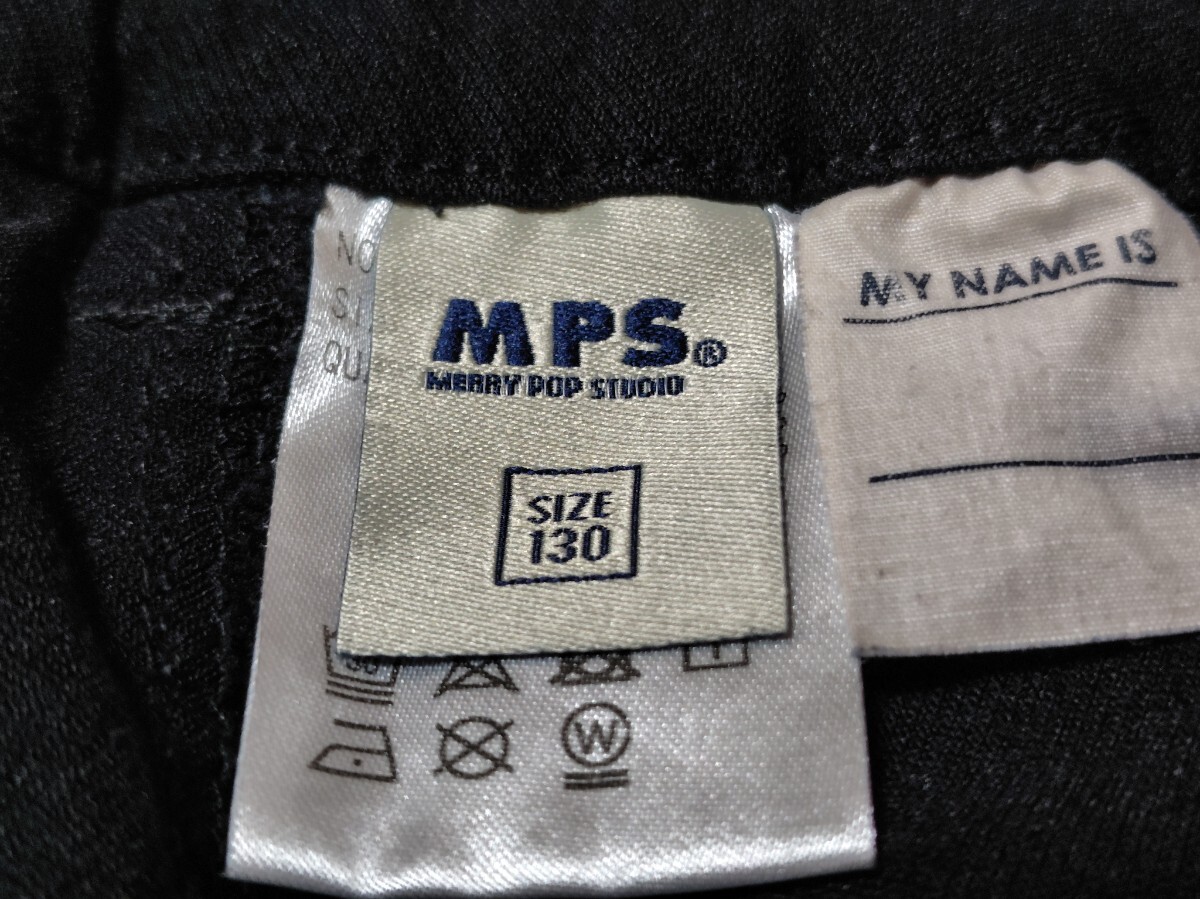 MPS®
MERRY POP STUDIO
SIZE
130
MY NAME IS
W